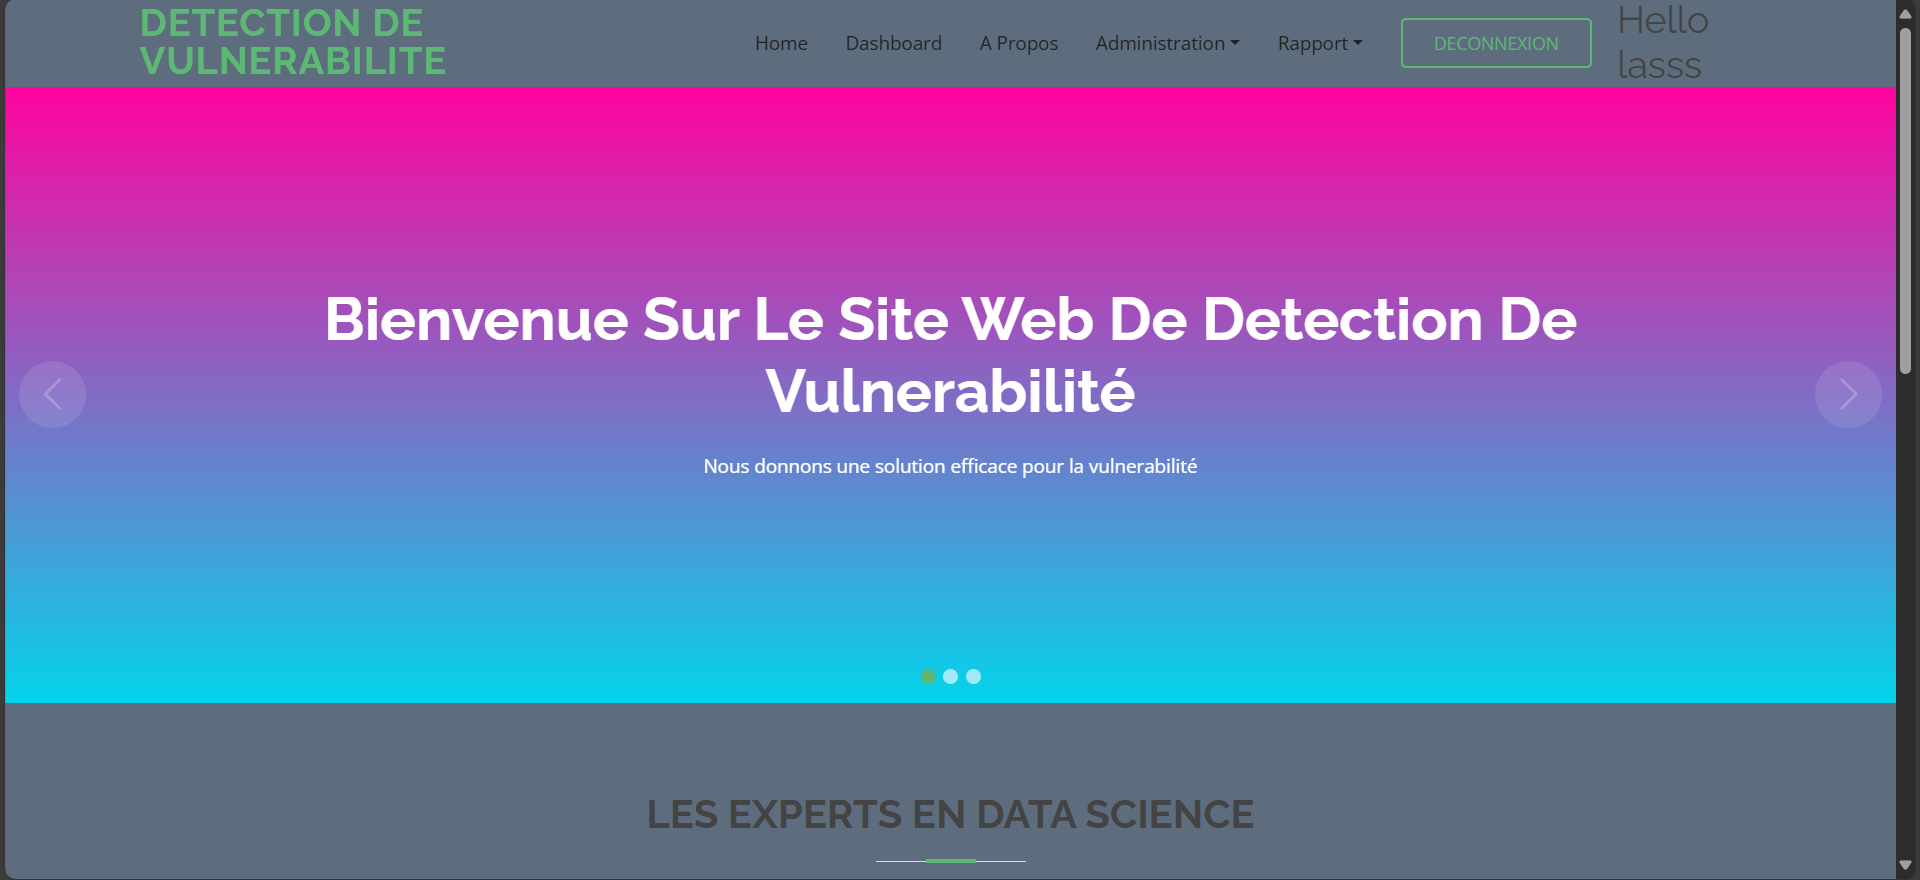 DETECTION DE
VULNERABILITE
Home
Dashboard
A Propos
Administration
Rapport
DECONNEXION
Hello
lasss
Bienvenue Sur Le Site Web De Detection De
Vulnerabilité
Nous donnons une solution efficace pour la vulnerabilité
LES EXPERTS EN DATA SCIENCE